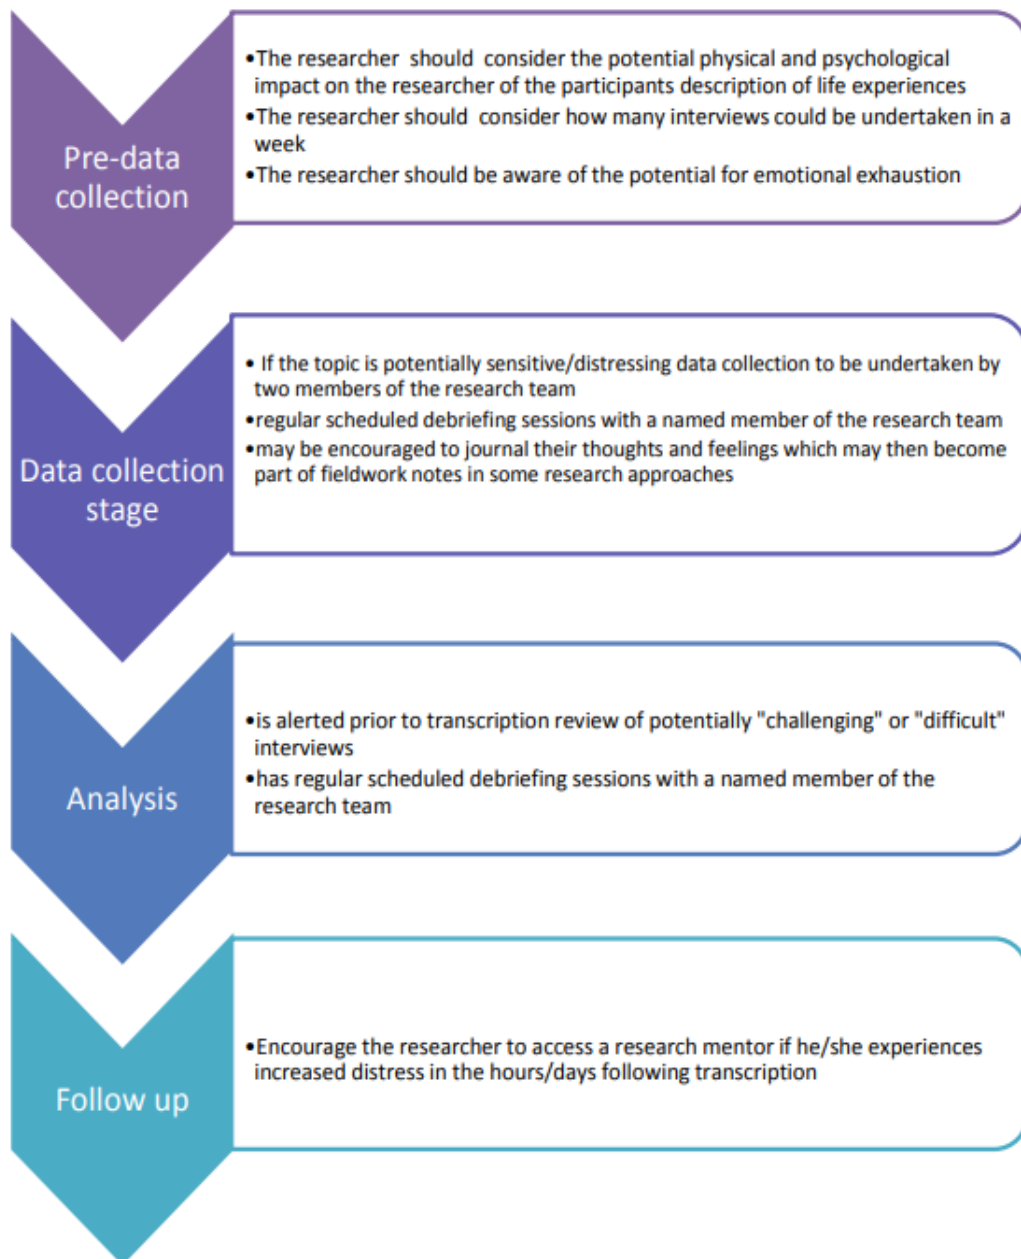 Pre-data
collection
•The researcher should consider the potential physical and psychological
impact on the researcher of the participants description of life experiences
•The researcher should consider how many interviews could be undertaken in a
week
•The researcher should be aware of the potential for emotional exhaustion
Data collection
stage
• If the topic is potentially sensitive/distressing data collection to be undertaken by
two members of the research team
•regular scheduled debriefing sessions with a named member of the research team
•may be encouraged to journal their thoughts and feelings which may then become
part of fieldwork notes in some research approaches
Analysis
•is alerted prior to transcription review of potentially "challenging" or "difficult"
interviews
•has regular scheduled debriefing sessions with a named member of the
research team
Follow up
•Encourage the researcher to access a research mentor if he/she experiences
increased distress in the hours/days following transcription